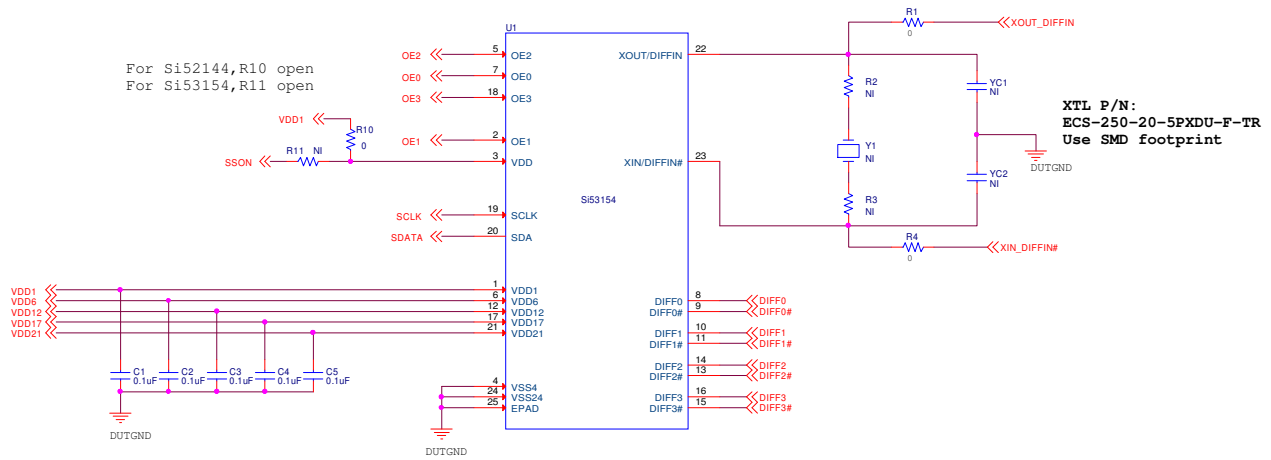 U1
R1
0
XOUT_DIFFIN
OE2
5
OE2
XOUT/DIFFIN
22
For Si52144,R10 open
For Si53154,R11 open
OE0
7
OE0
OE3
18
OE3
R2
NI
YC1
NI
XTL P/N:
ECS-250-20-5PXDU-F-TR
Use SMD footprint
VDD1
R10
0
OE1
2
OE1
R11 NI
SSON
3
VDD
XIN/DIFFIN#
23
Y1
NI
DUTGND
YC2
NI
Si53154
R3
NI
SCLK
19
SCLK
SDATA
20
SDA
R4
0
XIN_DIFFIN#
VDD1
1
VDD1
VDD6
6
VDD6
VDD12
12
VDD12
VDD17
17
VDD17
VDD21
21
VDD21
DIFF0
8
DIFF0
DIFF0#
9
DIFF0#
DIFF1
10
DIFF1
DIFF1#
11
DIFF1#
DIFF2
14
DIFF2
DIFF2#
13
DIFF2#
DIFF3
16
DIFF3
DIFF3#
15
DIFF3#
C1
0.1uF
C2
0.1uF
C3
0.1uF
C4
0.1uF
C5
0.1uF
4
VSS4
24
VSS24
25
EPAD
DUTGND
DUTGND